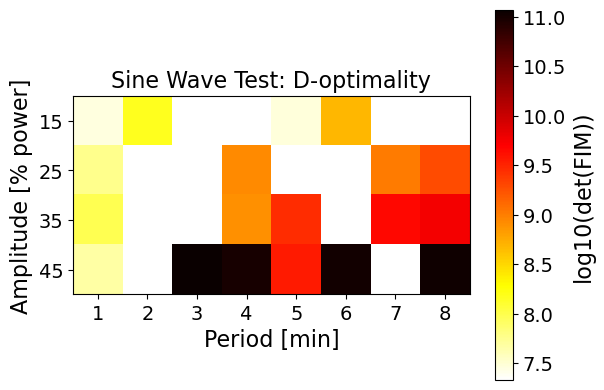 Sine Wave Test: D-optimality
Amplitude [% power]
15
25
35
45
1 2 3 4 5 6 7 8
Period [min]
11.0
10.5
10.0
9.5
9.0
8.5
8.0
7.5
log10(det(FIM))